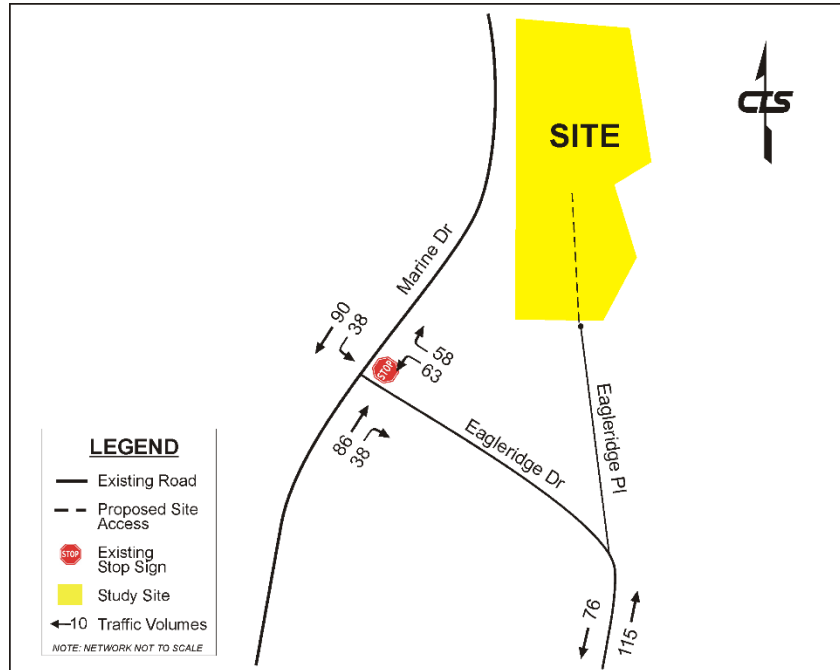 SITE
CTS
Marine Dr
90
38
58
63
STOP
86
38
Eagleridge Dr
Eagleridge Pl
76
115
LEGEND
Existing Road
Proposed Site
Access
STOP
Existing
Stop Sign
Study Site
10 Traffic Volumes
NOTE: NETWORK NOT TO SCALE